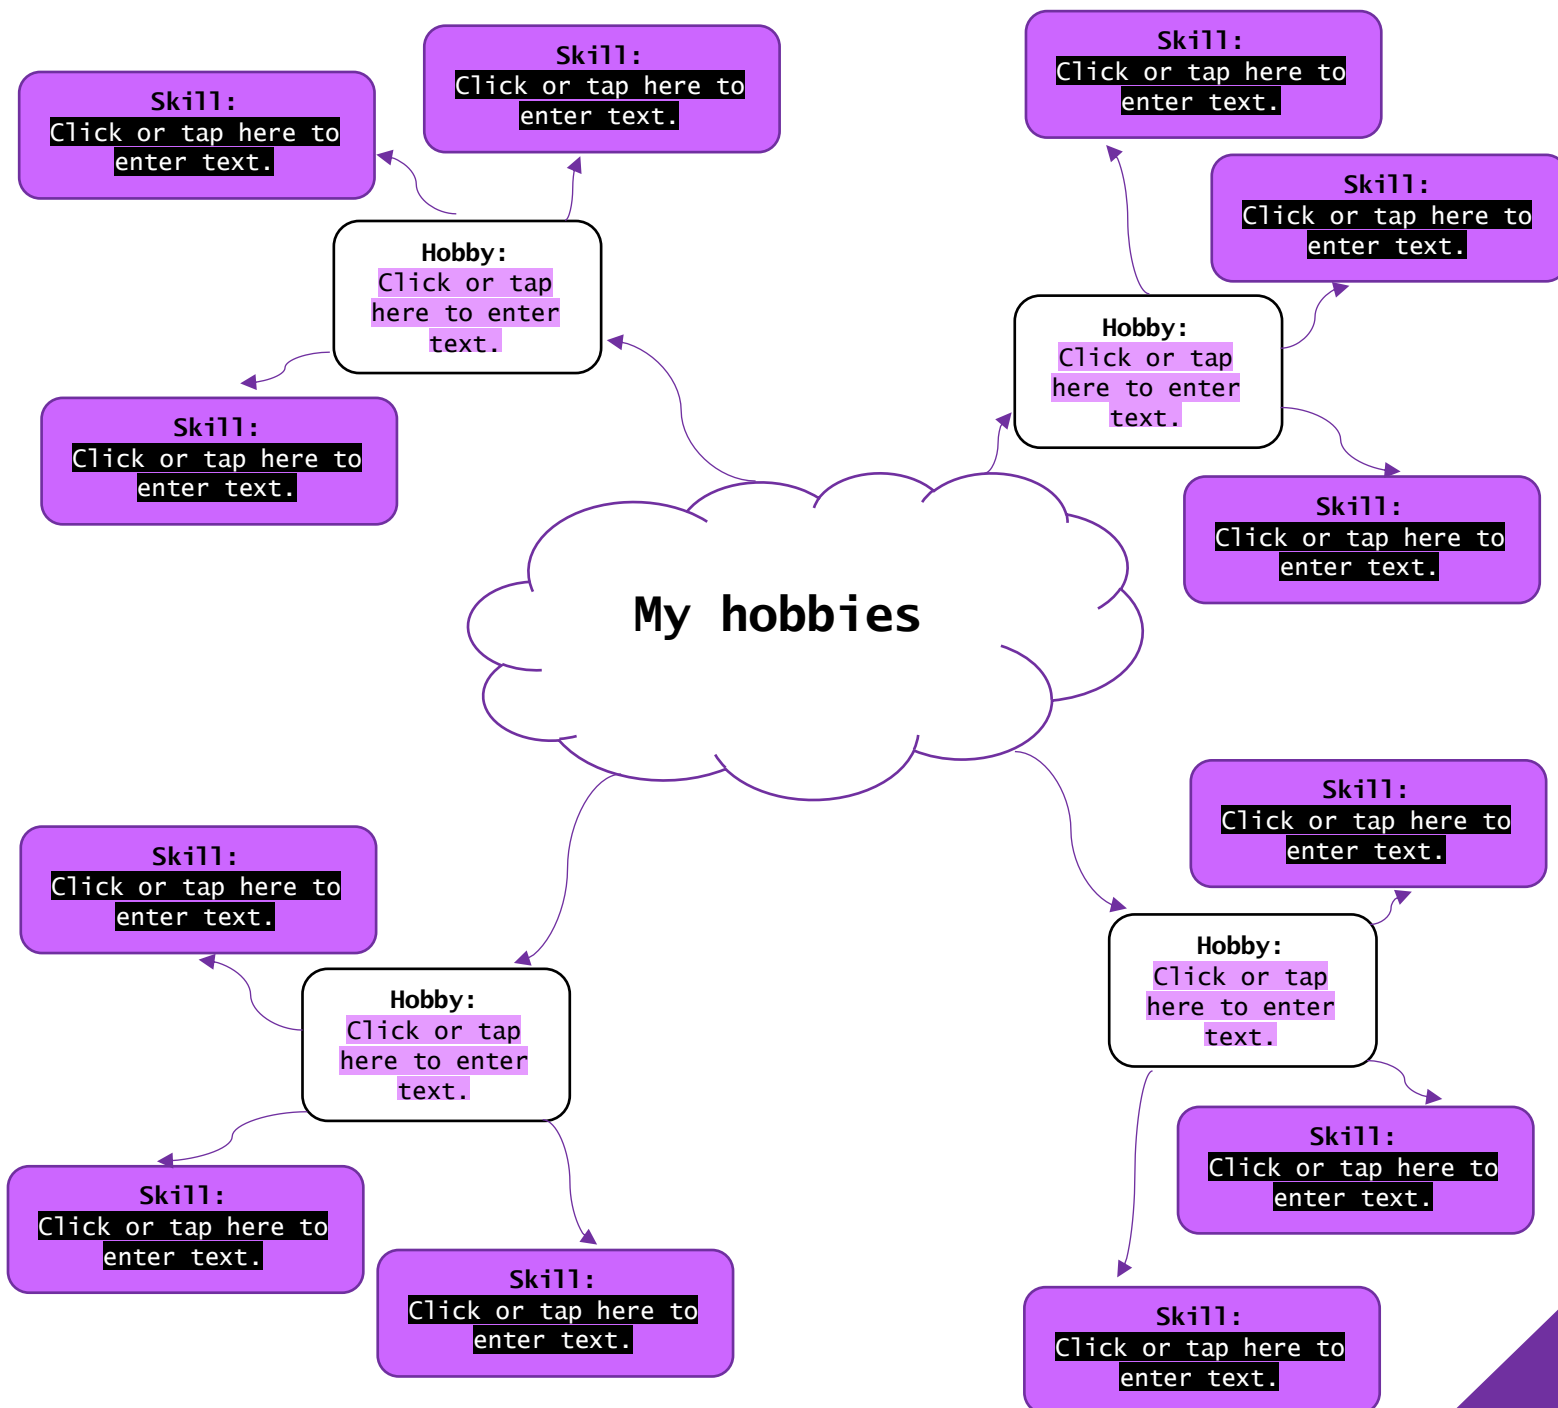 Skill:
Click or tap here to
enter text.
Skill:
Click or tap here to
enter text.
Hobby:
Click or tap
here to enter
text.
Skill:
Click or tap here to
enter text.
Skill:
Click or tap here to
enter text.
Skill:
Click or tap here to
enter text.
Hobby:
Click or tap
here to enter
text.
Skill:
Click or tap here to
enter text.
My hobbies
Skill:
Click or tap here to
enter text.
Hobby:
Click or tap
here to enter
text.
Skill:
Click or tap here to
enter text.
Skill:
Click or tap here to
enter text.
Skill:
Click or tap here to
enter text.
Hobby:
Click or tap
here to enter
text.
Skill:
Click or tap here to
enter text.
Skill:
Click or tap here to
enter text.